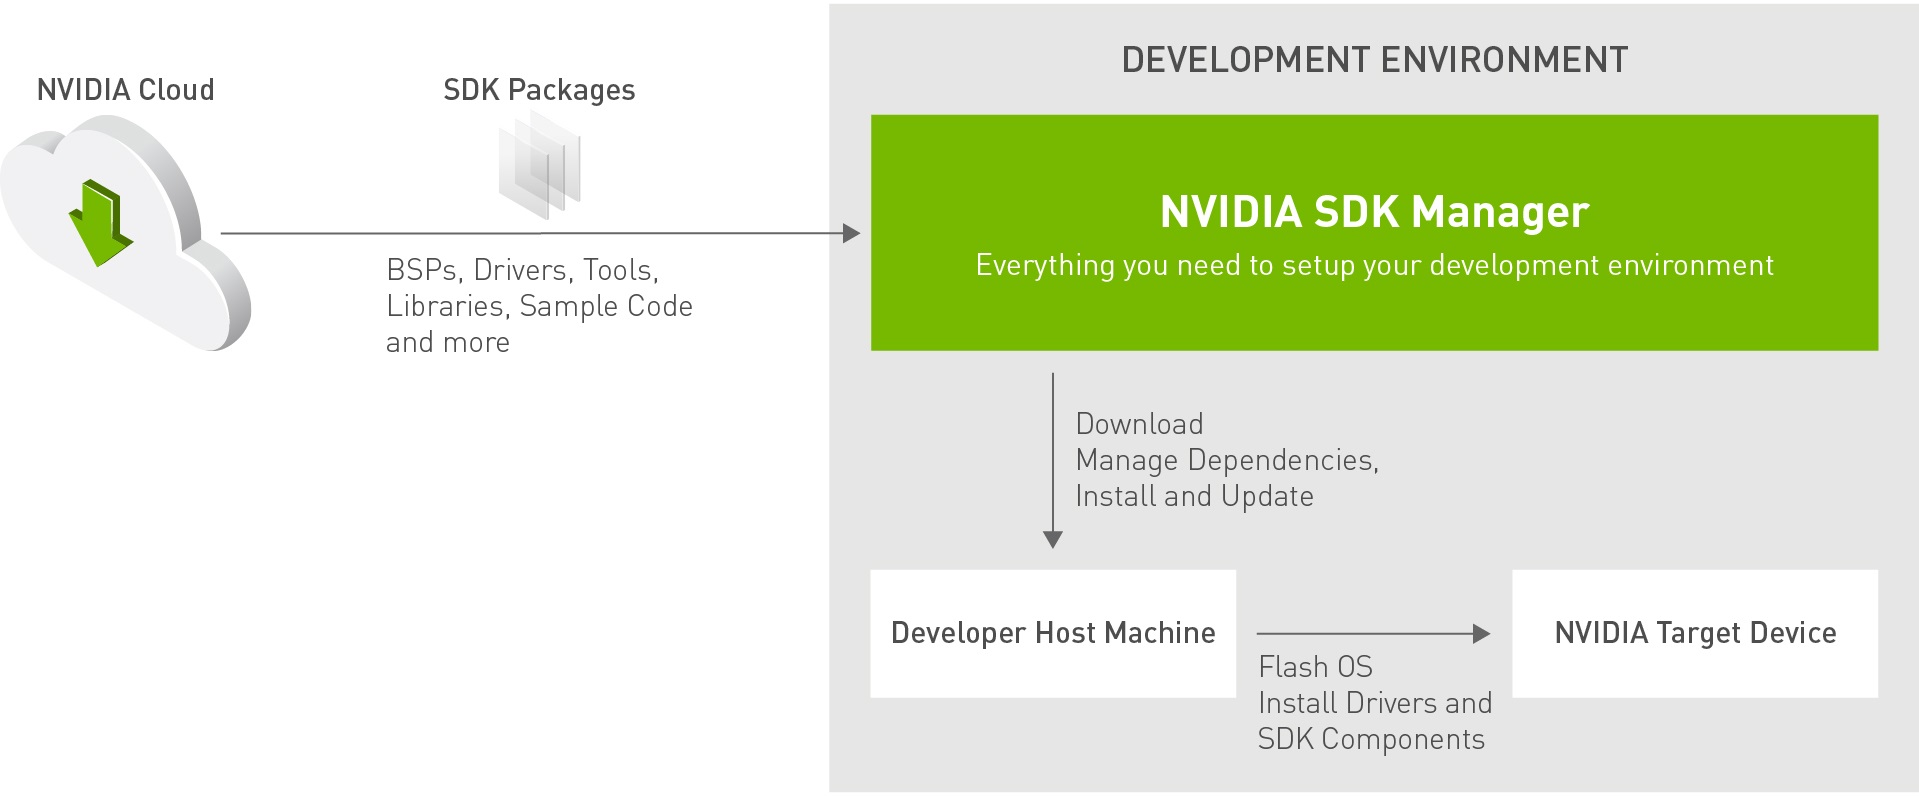 DEVELOPMENT ENVIRONMENT
NVIDIA Cloud
SDK Packages
BSPs, Drivers, Tools,
Libraries, Sample Code
and more
NVIDIA SDK Manager
Everything you need to setup your development environment
Download
Manage Dependencies,
Install and Update
Developer Host Machine
Flash OS
Install Drivers and
SDK Components
NVIDIA Target Device